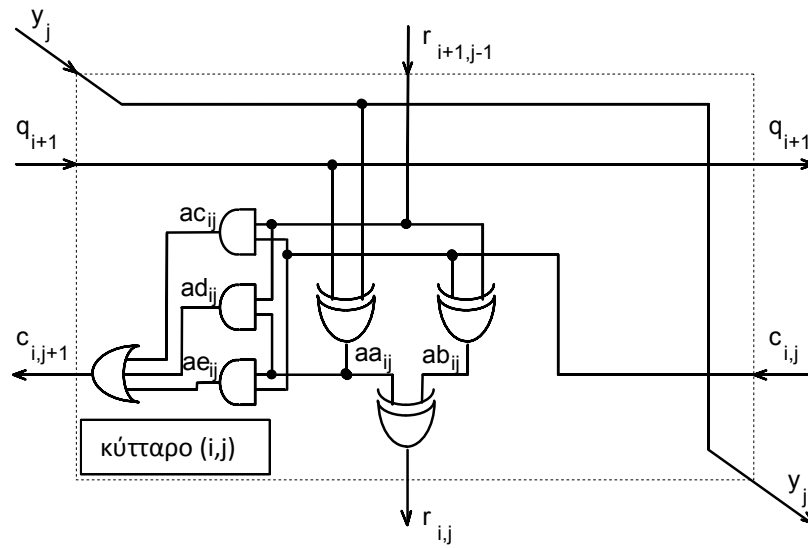 y j
r i+1,j-1
q i+1
q i+1
ac ij
ad ij
c i,j+1
ae ij
aa ij
ab ij
c i,j
κύτταρο (i,j)
y j
r i,j